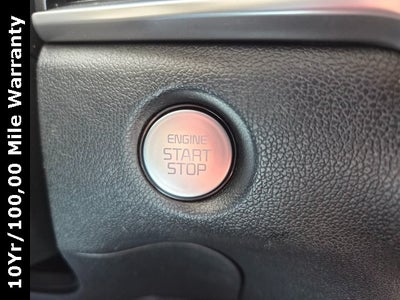 10Yr/100,00 Mile Warranty
ENGINE
START
STOP